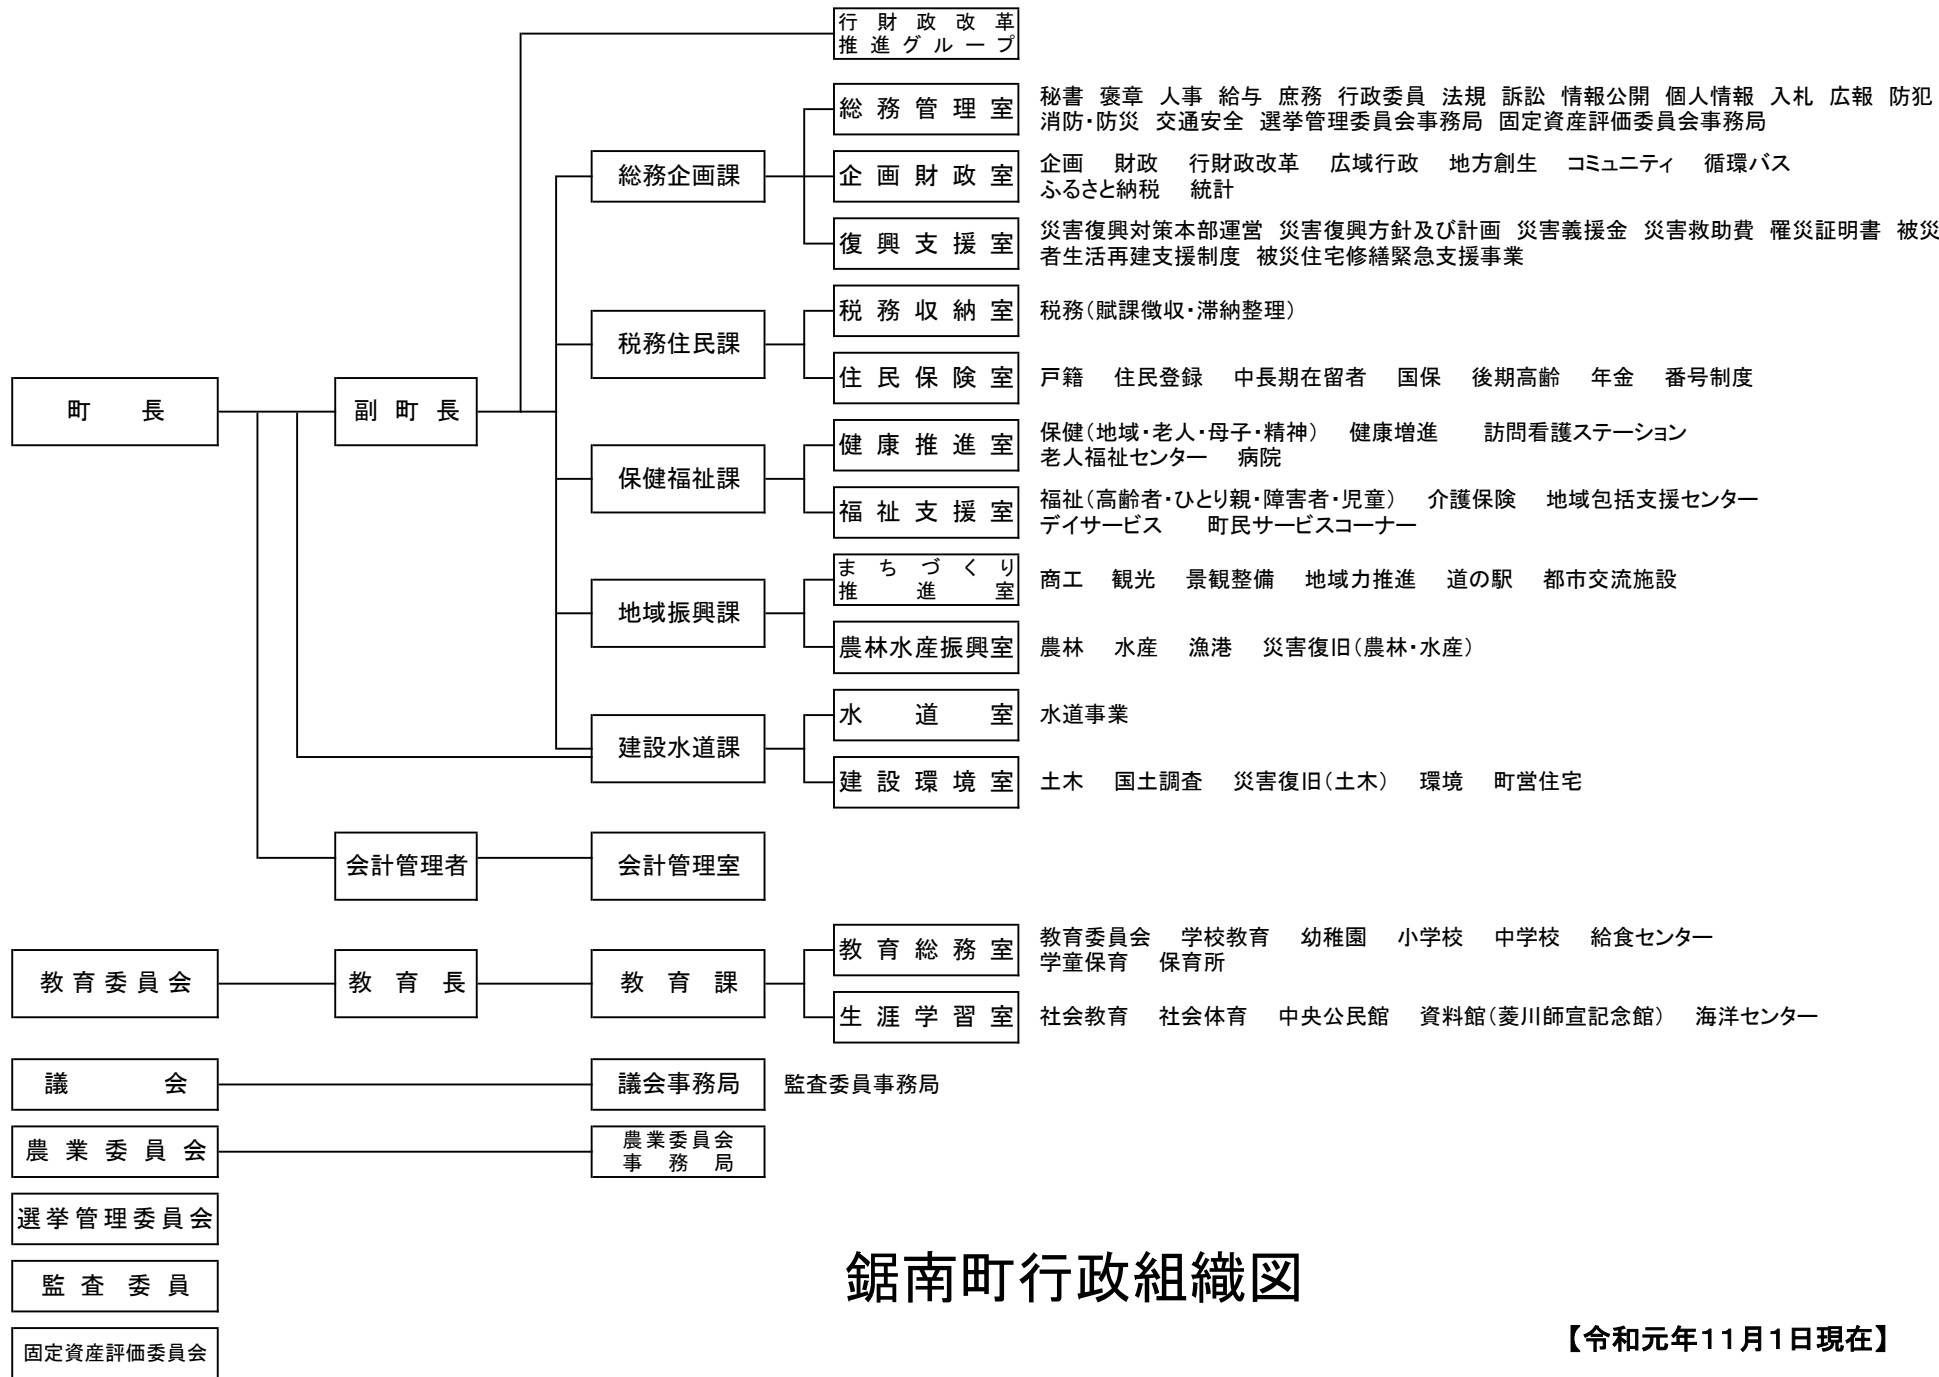 行財政改革
推進グループ
総務管理室
秘書 褒章 人事 給与 庶務 行政委員 法規 訴訟 情報公開 個人情報 入札 広報 防犯
消防・防災 交通安全 選挙管理委員会事務局 固定資産評価委員会事務局
総務企画課
企画財政室
企画 財政 行財政改革 広域行政 地方創生 コミュニティ 循環バス
ふるさと納税 統計
復興支援室
災害復興対策本部運営 災害復興方針及び計画 災害義援金 災害救助費 罹災証明書 被災
者生活再建支援制度 被災住宅修繕緊急支援事業
税務住民課
税務収納室
税務(賦課徴収・滞納整理)
住民保険室
戸籍 住民登録 中長期在留者 国保 後期高齢 年金 番号制度
町長
副町長
保健福祉課
健康推進室
保健(地域・老人・母子・精神) 健康増進 訪問看護ステーション
老人福祉センター 病院
福祉支援室
福祉(高齢者・ひとり親・障害者・児童) 介護保険 地域包括支援センター
デイサービス 町民サービスコーナー
地域振興課
まちづくり
推進室
商工 観光 景観整備 地域力推進 道の駅 都市交流施設
農林水産振興室
農林 水産 漁港 災害復旧(農林・水産)
建設水道課
水道室
水道事業
建設環境室
土木 国土調査 災害復旧(土木) 環境 町営住宅
会計管理者
会計管理室
教育委員会
教育長
教育課
教育総務室
教育委員会 学校教育 幼稚園 小学校 中学校 給食センター
学童保育 保育所
生涯学習室
社会教育 社会体育 中央公民館 資料館(菱川師宣記念館) 海洋センター
議会
議会事務局
監査委員事務局
農業委員会
農業委員会
事務局
選挙管理委員会
監査委員
固定資産評価委員会
鋸南町行政組織図
【令和元年11月1日現在】